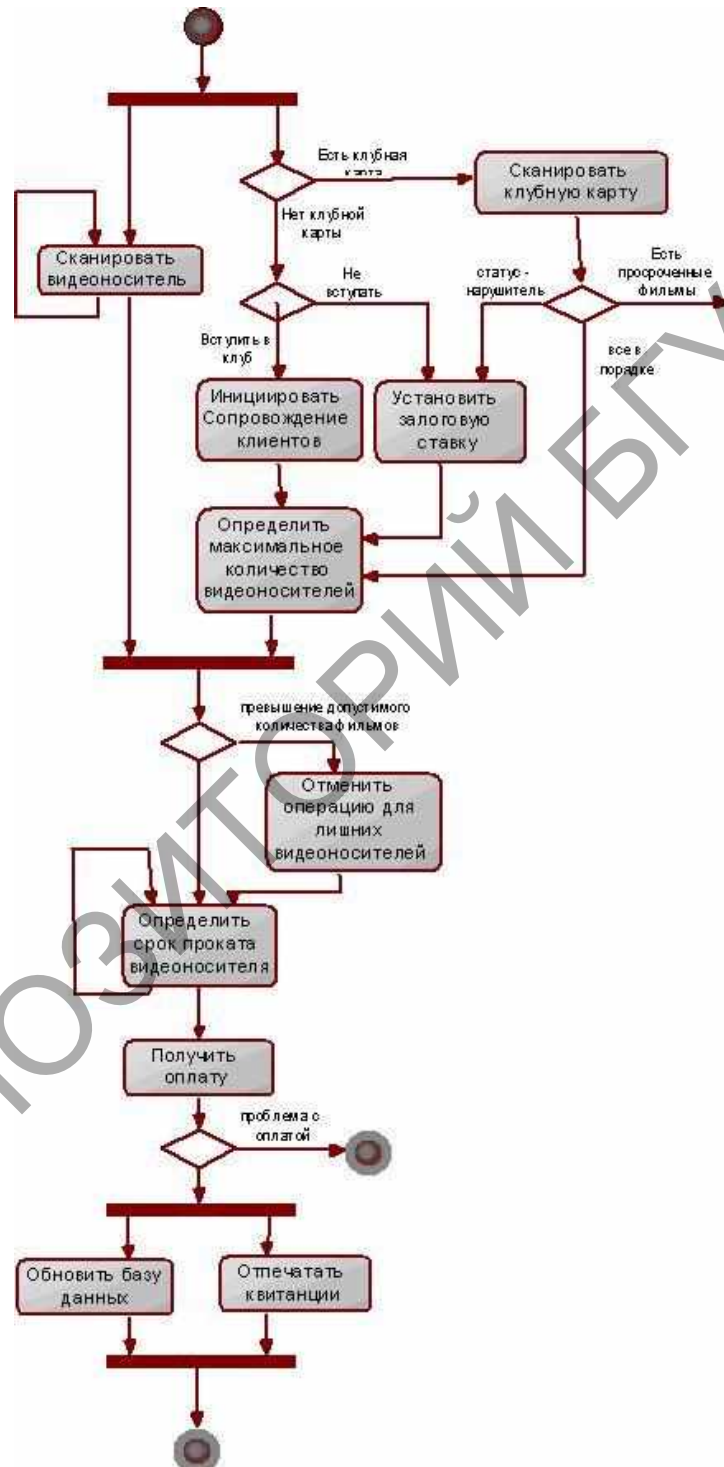 Есть клубная
карта
Сканировать
клубную карту
Нет клубной
карты
Сканировать
видеоноситель
Не
вступать
статус -
нарушитель
Есть
просроченные
фильмы
Вступить в
клуб
все в
порядке
Инициировать
Сопровождение
клиентов
Установить
залоговую
ставку
Определить
максимальное
количество
видеоносителей
превышение допустимого
количества фильмов
Отменить
операцию для
лишних
видеоносителей
Определить
срок проката
видеоносителя
Получить
оплату
проблема с
оплатой
Обновить базу
данных
Отпечатать
квитанции
ПОЗИТОРИЙ БГУ